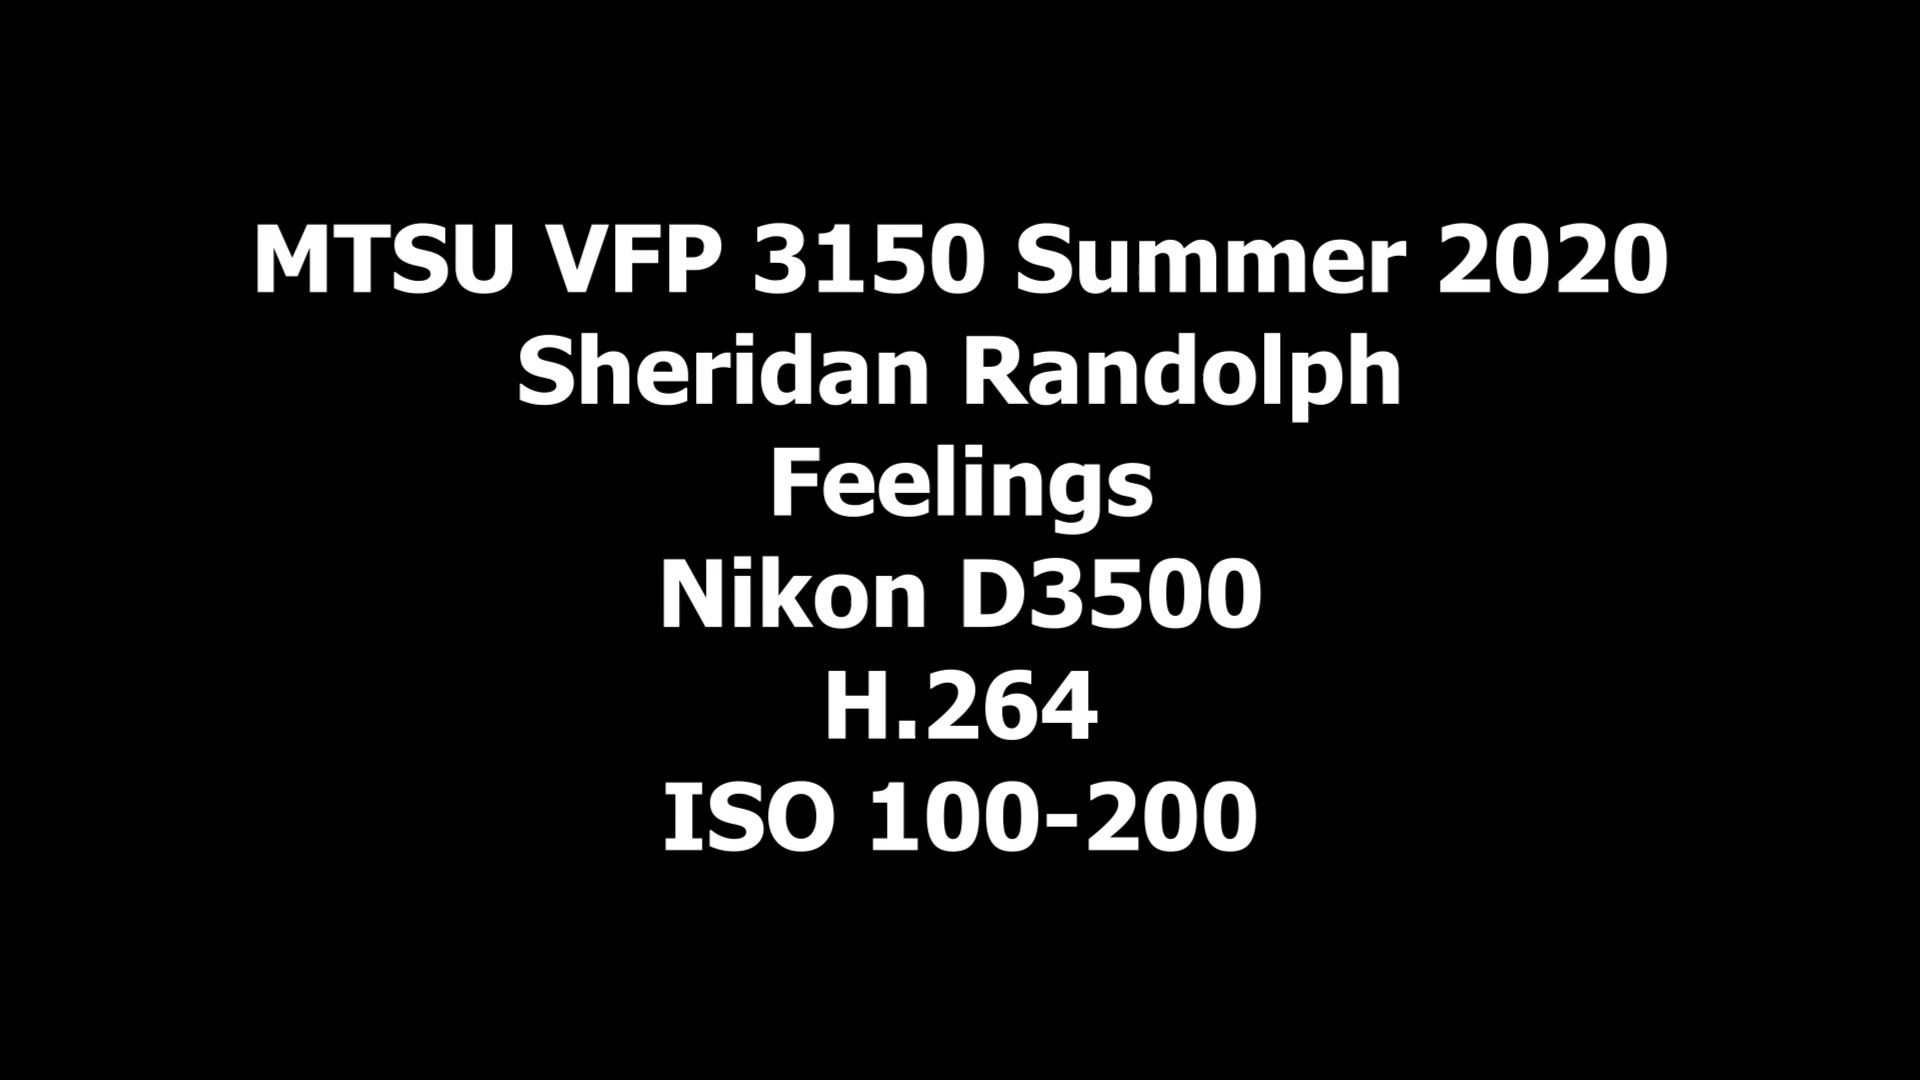 MTSU VFP 3150 Summer 2020
Sheridan Randolph
Feelings
Nikon D3500
H.264
ISO 100-200